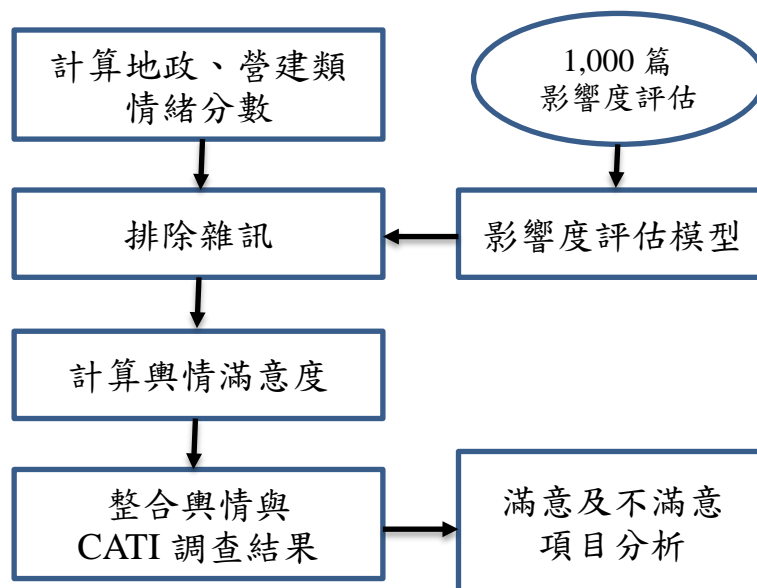 計算地政、營建類
情緒分數
1,000 篇
影響度評估
排除雜訊
影響度評估模型
計算輿情滿意度
整合輿情與
CATI 調查結果
滿意及不滿意
項目分析